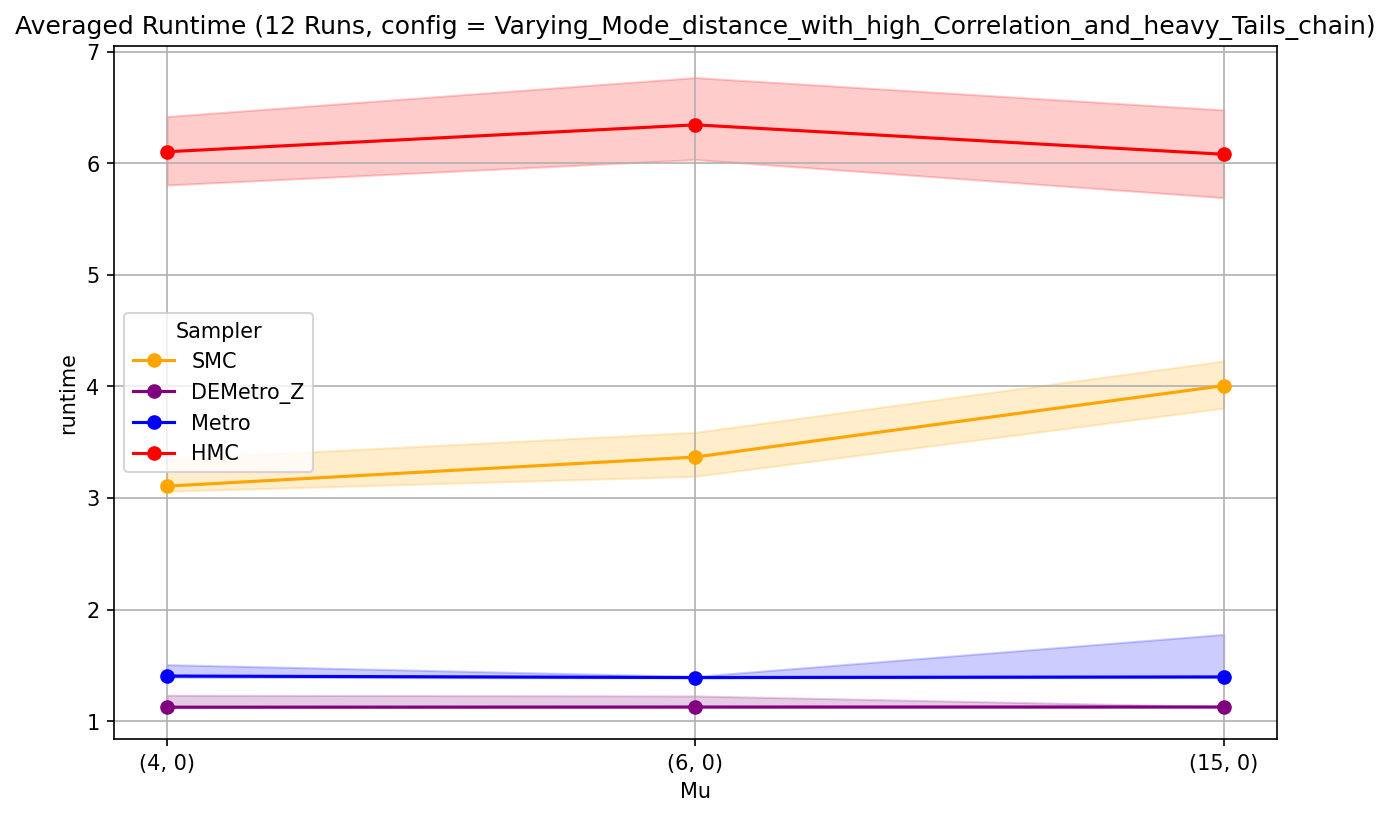 Averaged Runtime (12 Runs, config = Varying_Mode_distance_with_high_Correlation_and_heavy_Tails_chain)
7
6
5
4
3
2
1
runtime
Sampler
SMC
DEMetro_Z
Metro
HMC
(4, 0)
(6, 0)
(15, 0)
Mu